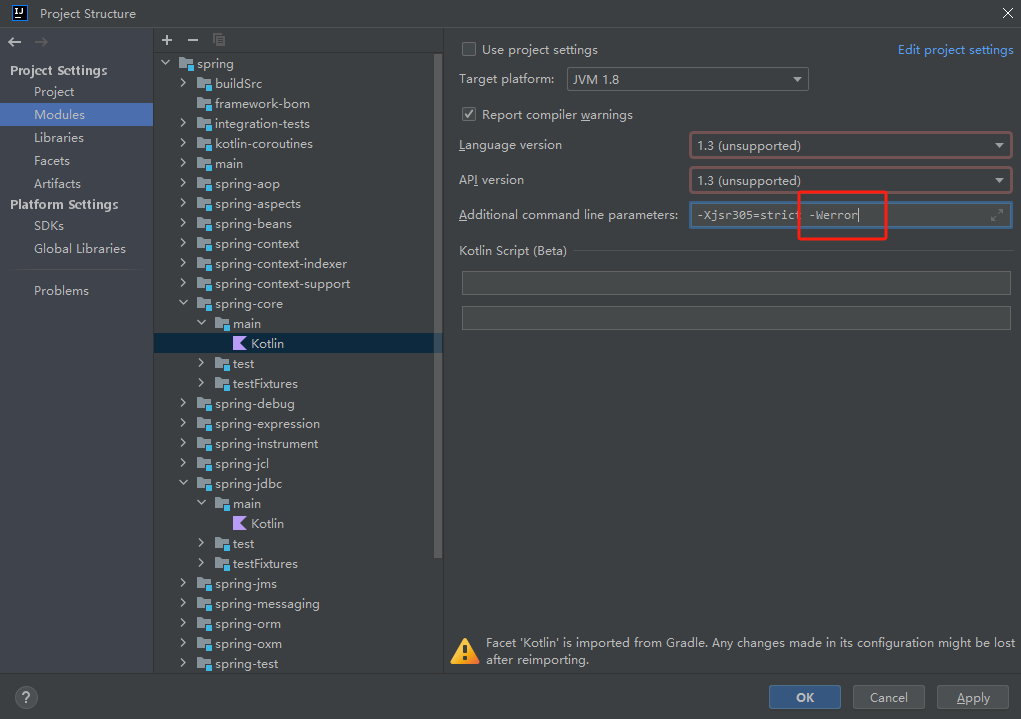 IJ Project Structure
Project Settings
Project
Modules
Libraries
Facets
Artifacts
Platform Settings
SDKs
Global Libraries
Problems
spring
buildSrc
framework-bom
integration-tests
kotlin-coroutines
main
spring-aop
spring-aspects
spring-beans
spring-context
spring-context-indexer
spring-context-support
spring-core
main
Kotlin
test
testFixtures
spring-debug
spring-expression
spring-instrument
spring-jcl
spring-jdbc
main
Kotlin
test
testFixtures
spring-jms
spring-messaging
spring-orm
spring-oxm
spring-test
Use project settings
Edit project settings
Target platform: JVM 1.8
Report compiler warnings
Language version 1.3 (unsupported)
API version 1.3 (unsupported)
Additional command line parameters: -Xjsr305=strict -Werror
Kotlin Script (Beta)
Facet 'Kotlin' is imported from Gradle. Any changes made in its configuration might be lost
after reimporting.
? OK Cancel Apply